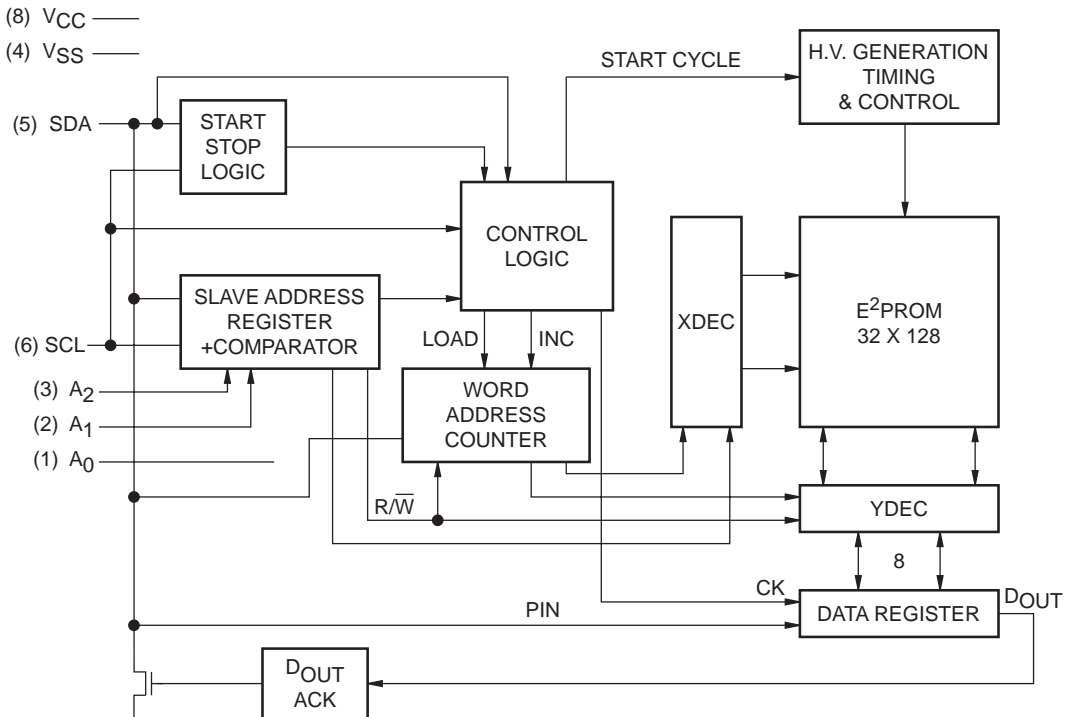 (8) VCC
(4) VSS
(5) SDA
START
STOP
LOGIC
START CYCLE
H.V. GENERATION
TIMING
& CONTROL
CONTROL
LOGIC
SLAVE ADDRESS
REGISTER
+COMPARATOR
(6) SCL
(3) A2
(2) A1
(1) A0
LOAD
INC
WORD
ADDRESS
COUNTER
XDEC
E2PROM
32 X 128
R/W̅
YDEC
8
CK
PIN
DATA REGISTER
DOUT
DOUT
ACK